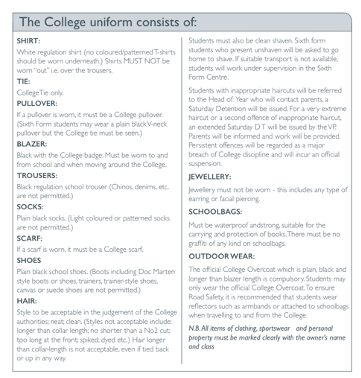 The College uniform consists of:
SHIRT:
White regulation shirt (no coloured/patterned T-shirts
should be worn underneath.) Shirts MUST NOT be
worn "out" i.e. over the trousers.
TIE:
College Tie only.
PULLOVER:
If a pullover is worn, it must be a College pullover.
(Sixth Form students may wear a plain black V-neck
pullover but the College tie must be seen.)
BLAZER:
Black with the College badge. Must be worn to and
from school and when moving around the College.
TROUSERS:
Black regulation school trouser (Chinos, denims, etc.
are not permitted.)
SOCKS:
Plain black socks. (Light coloured or patterned socks
are not permitted.)
SCARF:
If a scarf is worn, it must be a College scarf.
SHOES
Plain black school shoes. (Boots including Doc Marten
style boots or shoes, trainers, trainer-style shoes,
canvas or suede shoes are not permitted.)
HAIR:
Style to be acceptable in the judgement of the College
authorities; neat; clean. (Styles not acceptable include:
longer than collar length; no shorter than a No2 cut;
too long at the front; spiked; dyed etc.) Hair longer
than collar-length is not acceptable, even if tied back
or up in any way.
Students must also be clean shaven. Sixth form
students who present unshaven will be asked to go
home to shave. If suitable transport is not available,
students will work under supervision in the Sixth
Form Centre.
Students with inappropriate haircuts will be referred
to the Head of Year who will contact parents; a
Saturday Detention will be issued. For a very extreme
haircut or a second offence of inappropriate haircut,
an extended Saturday DT will be issued by the VP.
Parents will be informed and work will be provided.
Persistent offences will be regarded as a major
breach of College discipline and will incur an official
suspension.
JEWELLERY:
Jewellery must not be worn - this includes any type of
earring or facial piercing.
SCHOOLBAGS:
Must be waterproof and strong, suitable for the
carrying and protection of books. There must be no
graffiti of any kind on schoolbags.
OUTDOOR WEAR:
The official College Overcoat which is plain, black and
longer than blazer length is compulsory. Students may
only wear the official College Overcoat. To ensure
Road Safety, it is recommended that students wear
reflectors such as armbands or attached to schoolbags
when travelling to and from the College.
N.B. All items of clothing, sportswear and personal
property must be marked clearly with the owner's name
and class